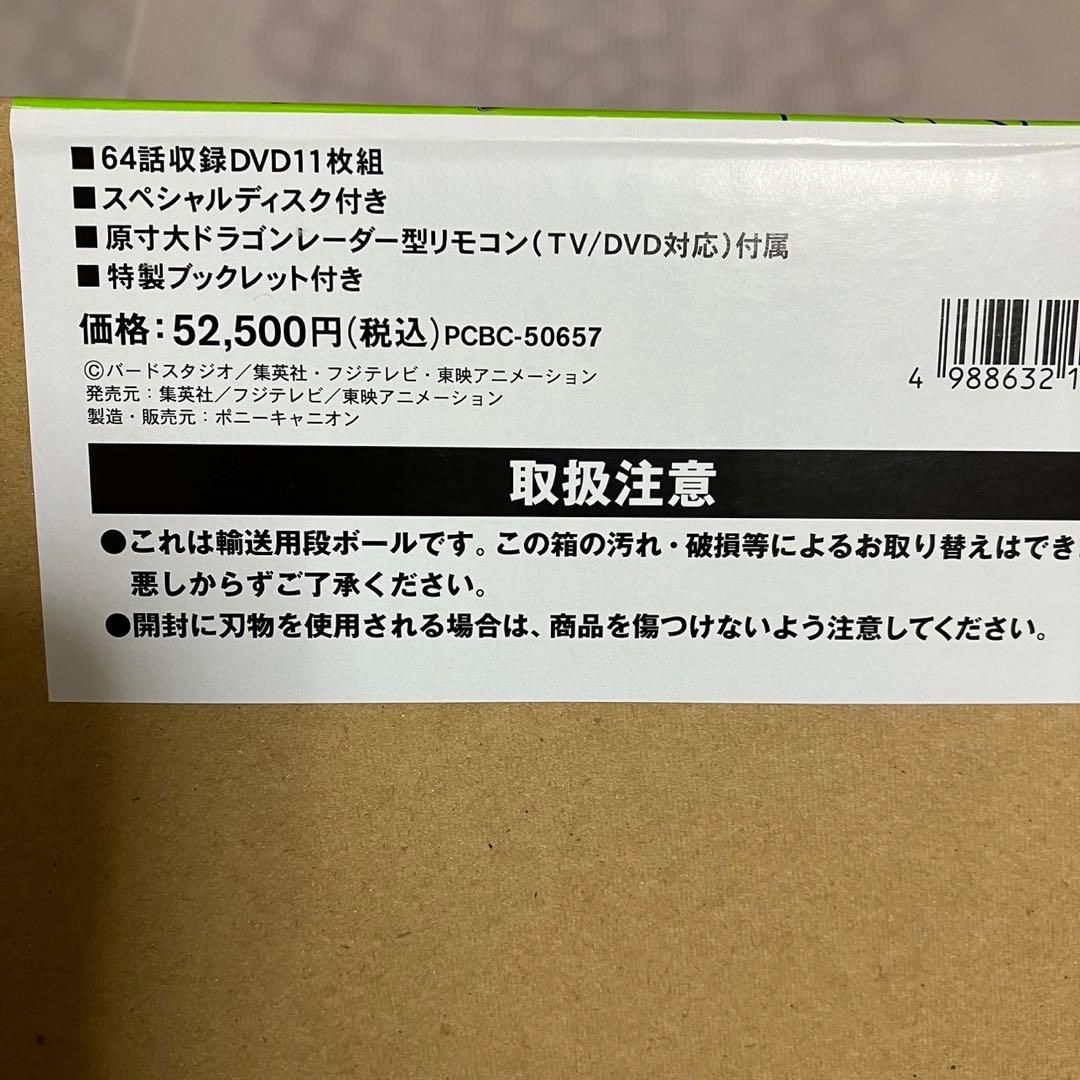 ■64話収録DVD11枚組
■スペシャルディスク付き
■原寸大ドラゴンレーダー型リモコン(TV/DVD対応)付属
■特製ブックレット付き
価格：52,500円(税込)PCBC-50657
Ⓒバードスタジオ／集英社・フジテレビ・東映アニメーション
発売元：集英社／フジテレビ／東映アニメーション
製造・販売元：ポニーキャニオン
4 988632 1
取扱注意
●これは輸送用段ボールです。この箱の汚れ・破損等によるお取り替えはでき
悪しからずご了承ください。
●開封に刃物を使用される場合は、商品を傷つけないよう注意してください。